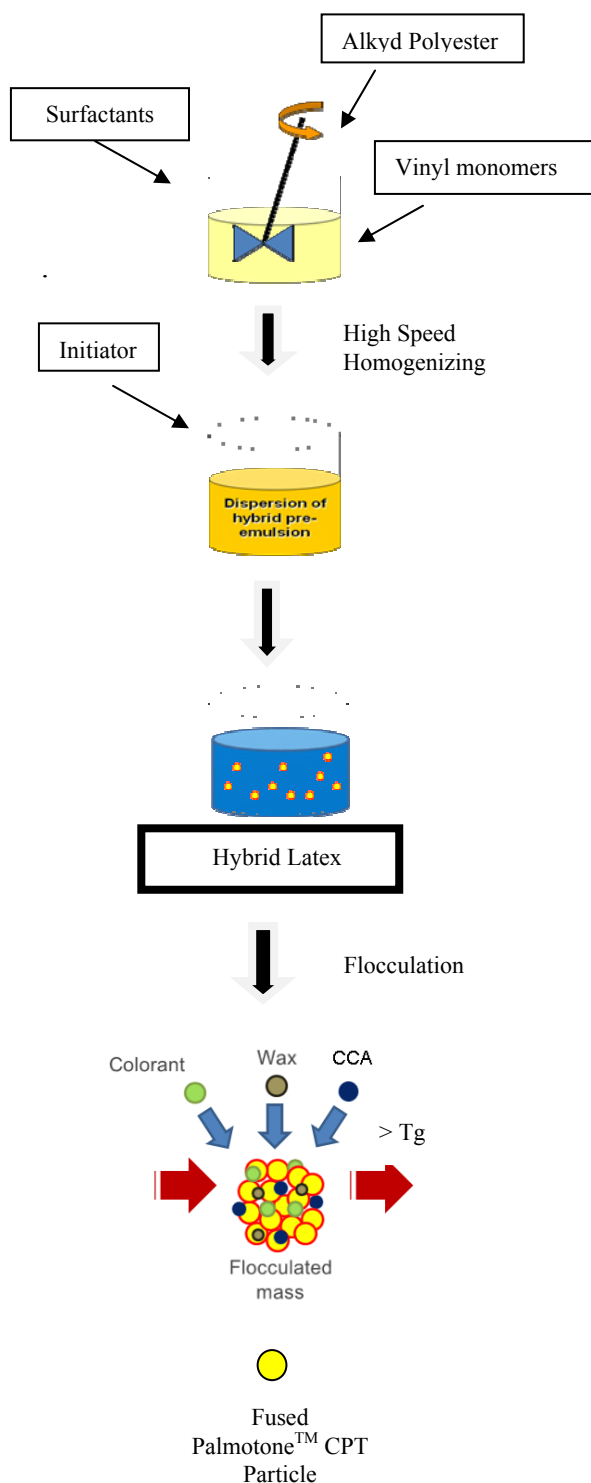 Alkyd Polyester
Surfactants
Vinyl monomers
High Speed
Homogenizing
Initiator
Dispersion of
hybrid pre-
emulsion
Hybrid Latex
Flocculation
Colorant
Wax
CCA
> Tg
Flocculated
mass
Fused
Palmotone™ CPT
Particle